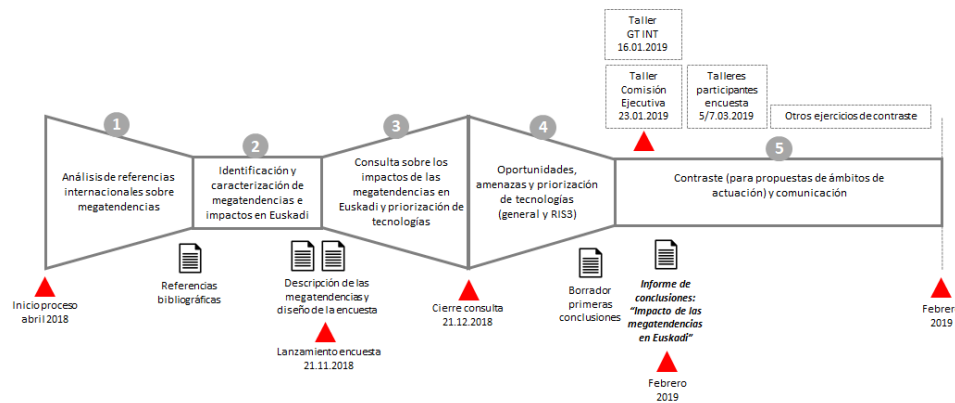 Taller
GT INT
16.01.2019
Taller
Comisión
Ejecutiva
23.01.2019
Talleres
participantes
encuesta
5/7.03.2019
Otros ejercicios de contraste
1
Análisis de referencias
internacionales sobre
megatendencias
2
Identificación y
caracterización de
megatendencias e
impactos en Euskadi
3
Consulta sobre los
impactos de las
megatendencias en
Euskadi y priorización de
tecnologías
4
Oportunidades,
amenazas y priorización
de tecnologías
(general y RIS3)
5
Contraste (para propuestas de ámbitos de
actuación) y comunicación
Inicio proceso
abril 2018
Referencias
bibliográficas
Descripción de las
megatendencias y
diseño de la encuesta
Lanzamiento encuesta
21.11.2018
Cierre consulta
21.12.2018
Borrador
primeras
conclusiones
Informe de
conclusiones:
“Impacto de las
megatendencias
en Euskadi”
Febrero
2019
Febrer
2019